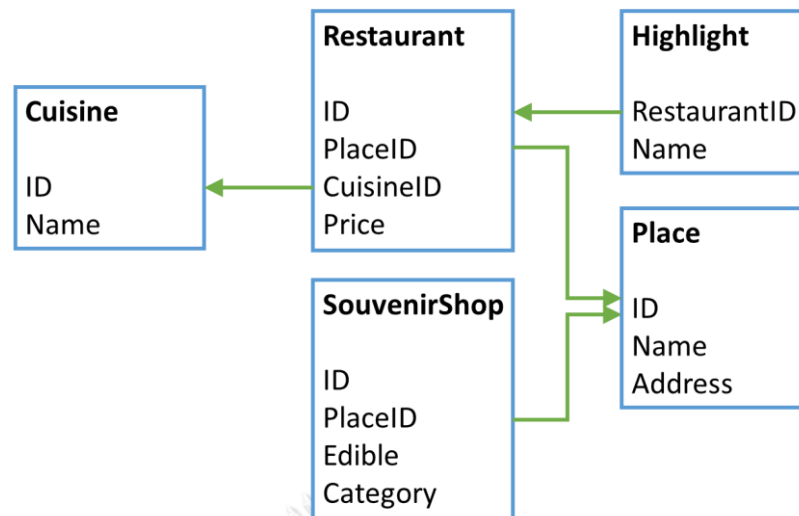 Cuisine
ID
Name
Restaurant
ID
PlaceID
CuisineID
Price
Highlight
RestaurantID
Name
SouvenirShop
ID
PlaceID
Edible
Category
Place
ID
Name
Address